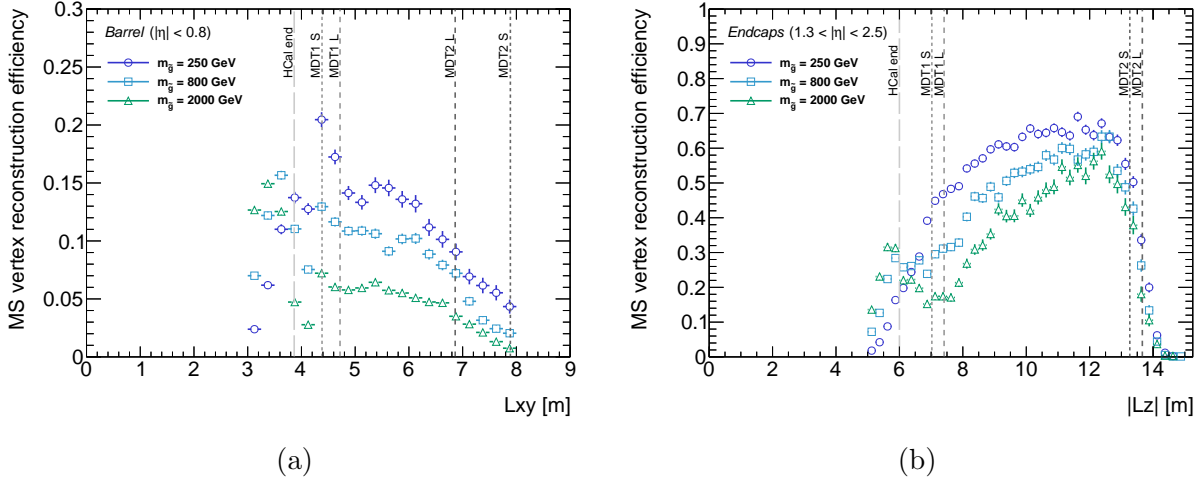 MS vertex reconstruction efficiency
0.3
0.25
0.2
0.15
0.1
0.05
0
Barrel (|η| < 0.8)
m_g̃ = 250 GeV
m_g̃ = 800 GeV
m_g̃ = 2000 GeV
HCal end
MDT1 S
MDT1 L
MDT2 L
MDT2 S
0 1 2 3 4 5 6 7 8 9
Lxy [m]
(a)
MS vertex reconstruction efficiency
1
0.9
0.8
0.7
0.6
0.5
0.4
0.3
0.2
0.1
0
Endcaps (1.3 < |η| < 2.5)
m_g̃ = 250 GeV
m_g̃ = 800 GeV
m_g̃ = 2000 GeV
HCal end
MDT1 S
MDT1 L
MDT2 S
MDT2 L
0 2 4 6 8 10 12 14
|Lz| [m]
(b)